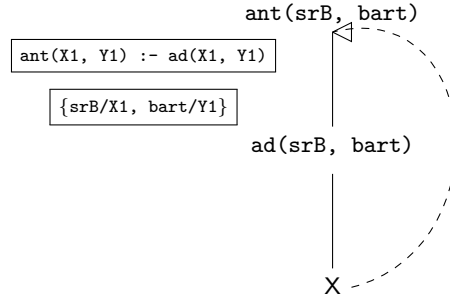 ant(srB, bart)
ant(X1, Y1) :- ad(X1, Y1)
{srB/X1, bart/Y1}
ad(srB, bart)
X